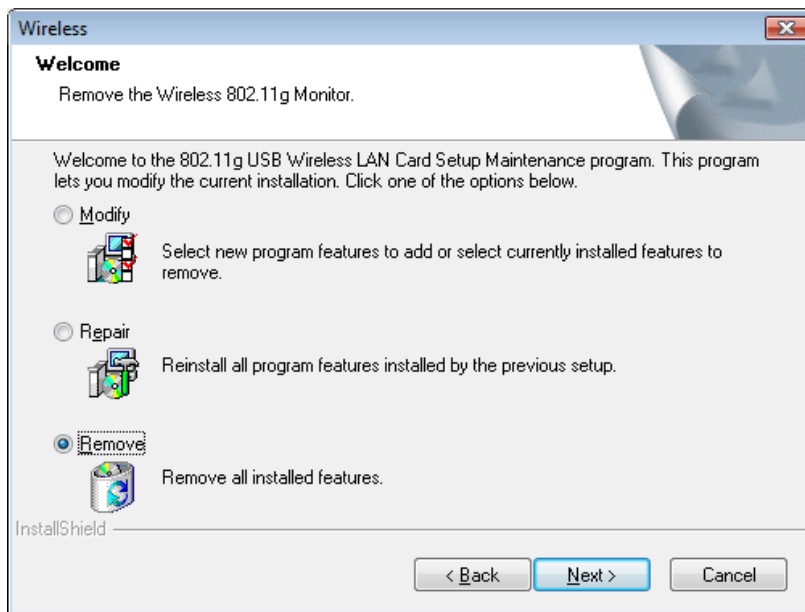 Wireless
Welcome
Remove the Wireless 802.11g Monitor.
Welcome to the 802.11g USB Wireless LAN Card Setup Maintenance program. This program
lets you modify the current installation. Click one of the options below.
Modify
Select new program features to add or select currently installed features to
remove.
Repair
Reinstall all program features installed by the previous setup.
Remove
Remove all installed features.
InstallShield
< Back Next > Cancel